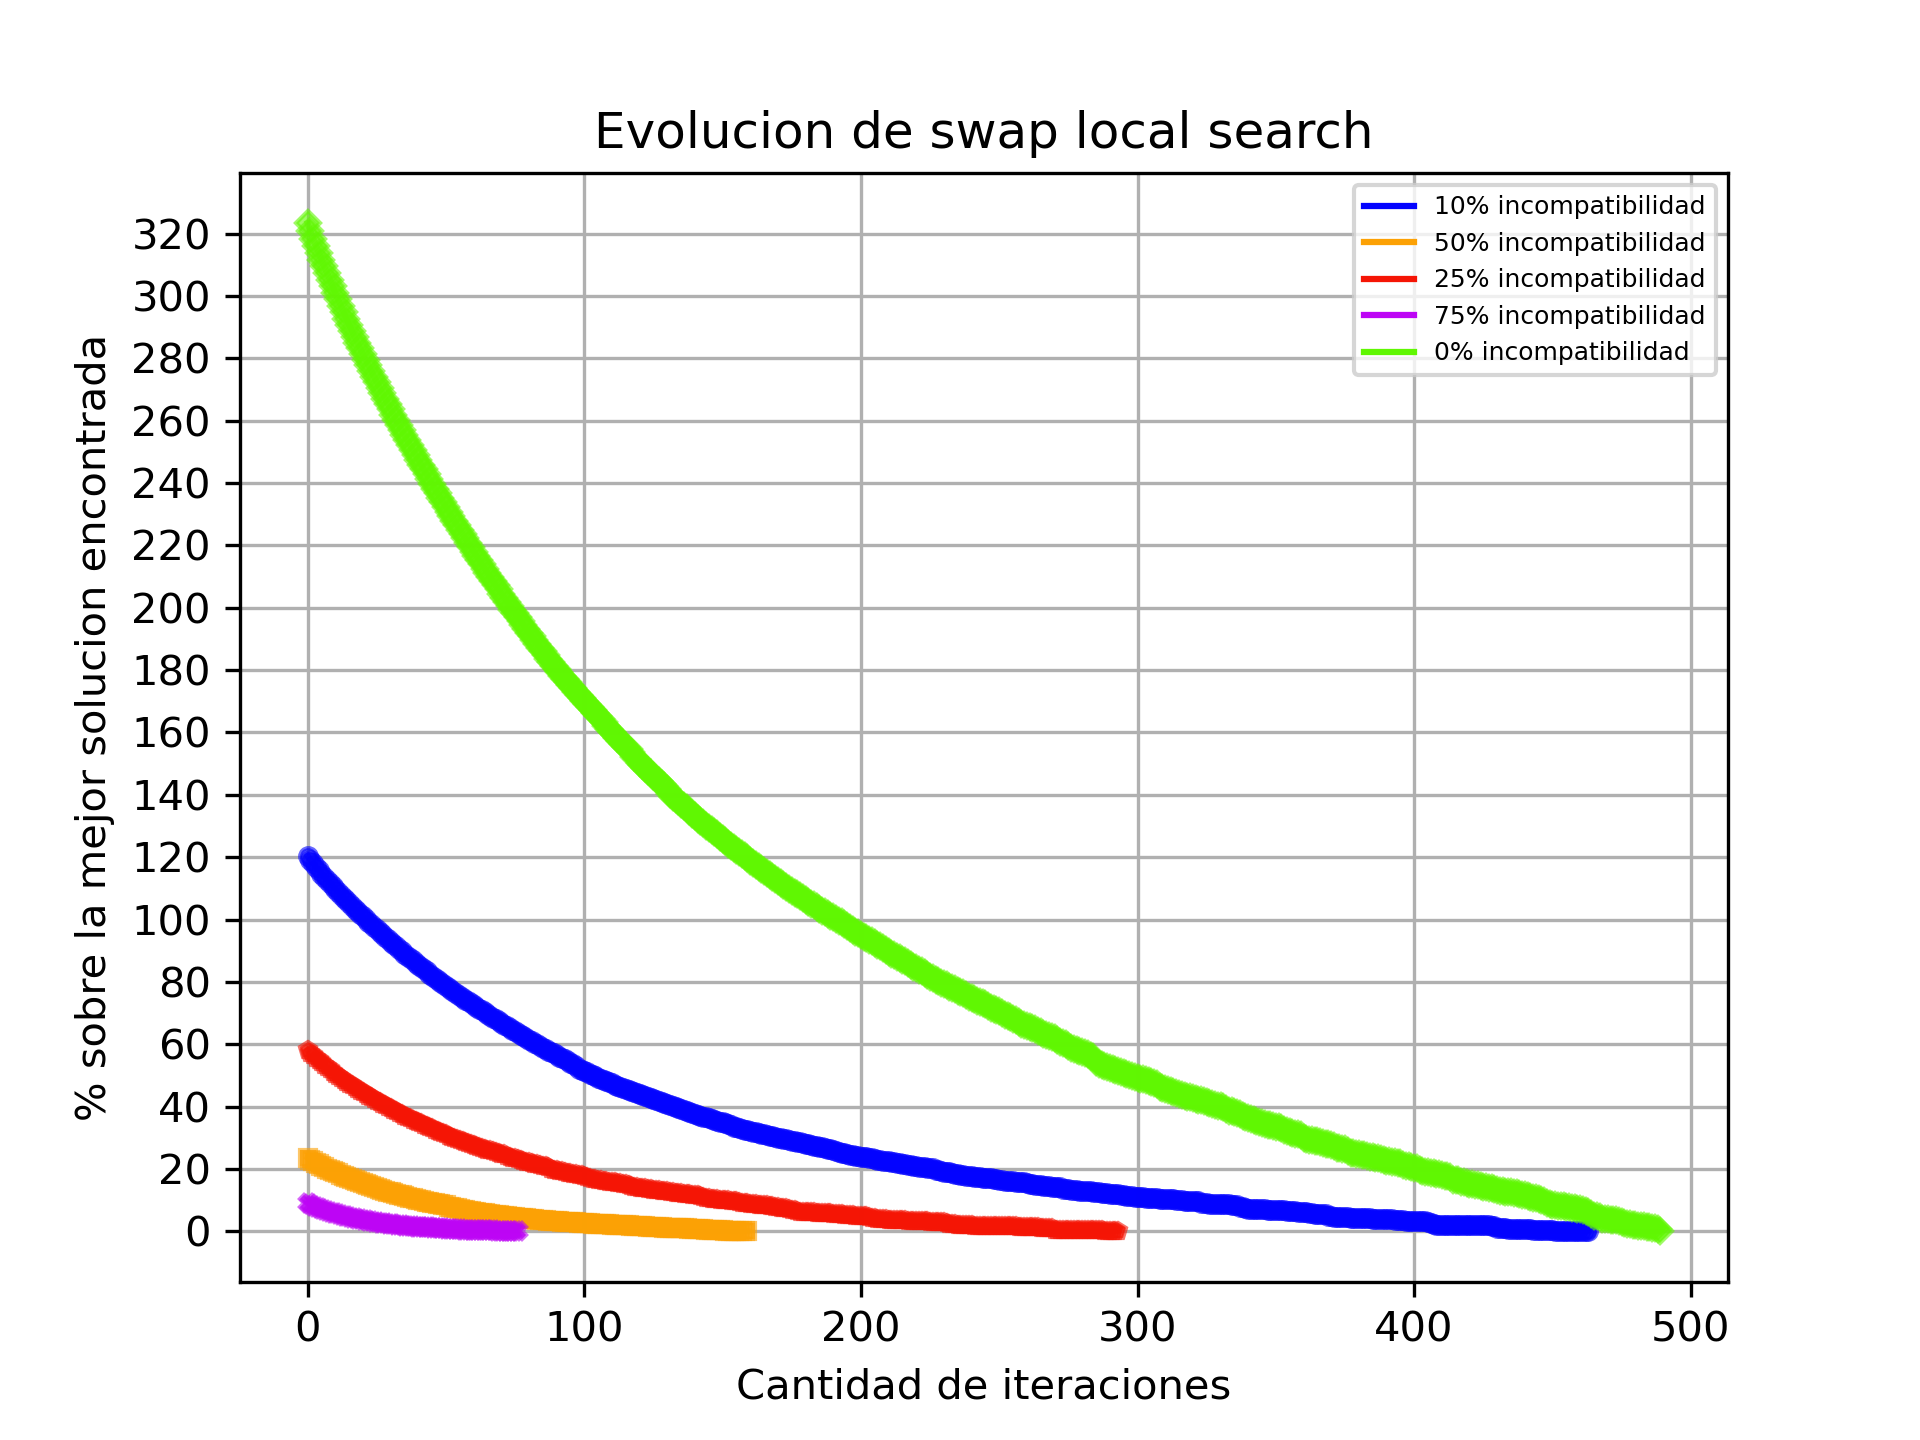 Evolucion de swap local search
10% incompatibilidad
50% incompatibilidad
25% incompatibilidad
75% incompatibilidad
0% incompatibilidad
% sobre la mejor solucion encontrada
320
300
280
260
240
220
200
180
160
140
120
100
80
60
40
20
0
0 100 200 300 400 500
Cantidad de iteraciones